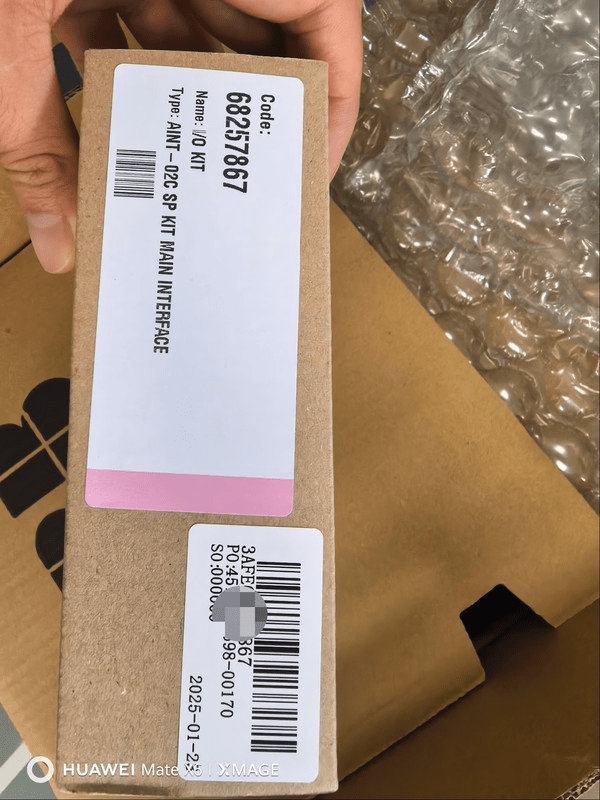 Code:
68257867
Name: I/O KIT
Type: AINT-02C SP KIT MAIN INTERFACE
3AFE 867
PO:45
SO:0000 98-00170
2025-01-2
HUAWEI Mate X5 | XMAGE